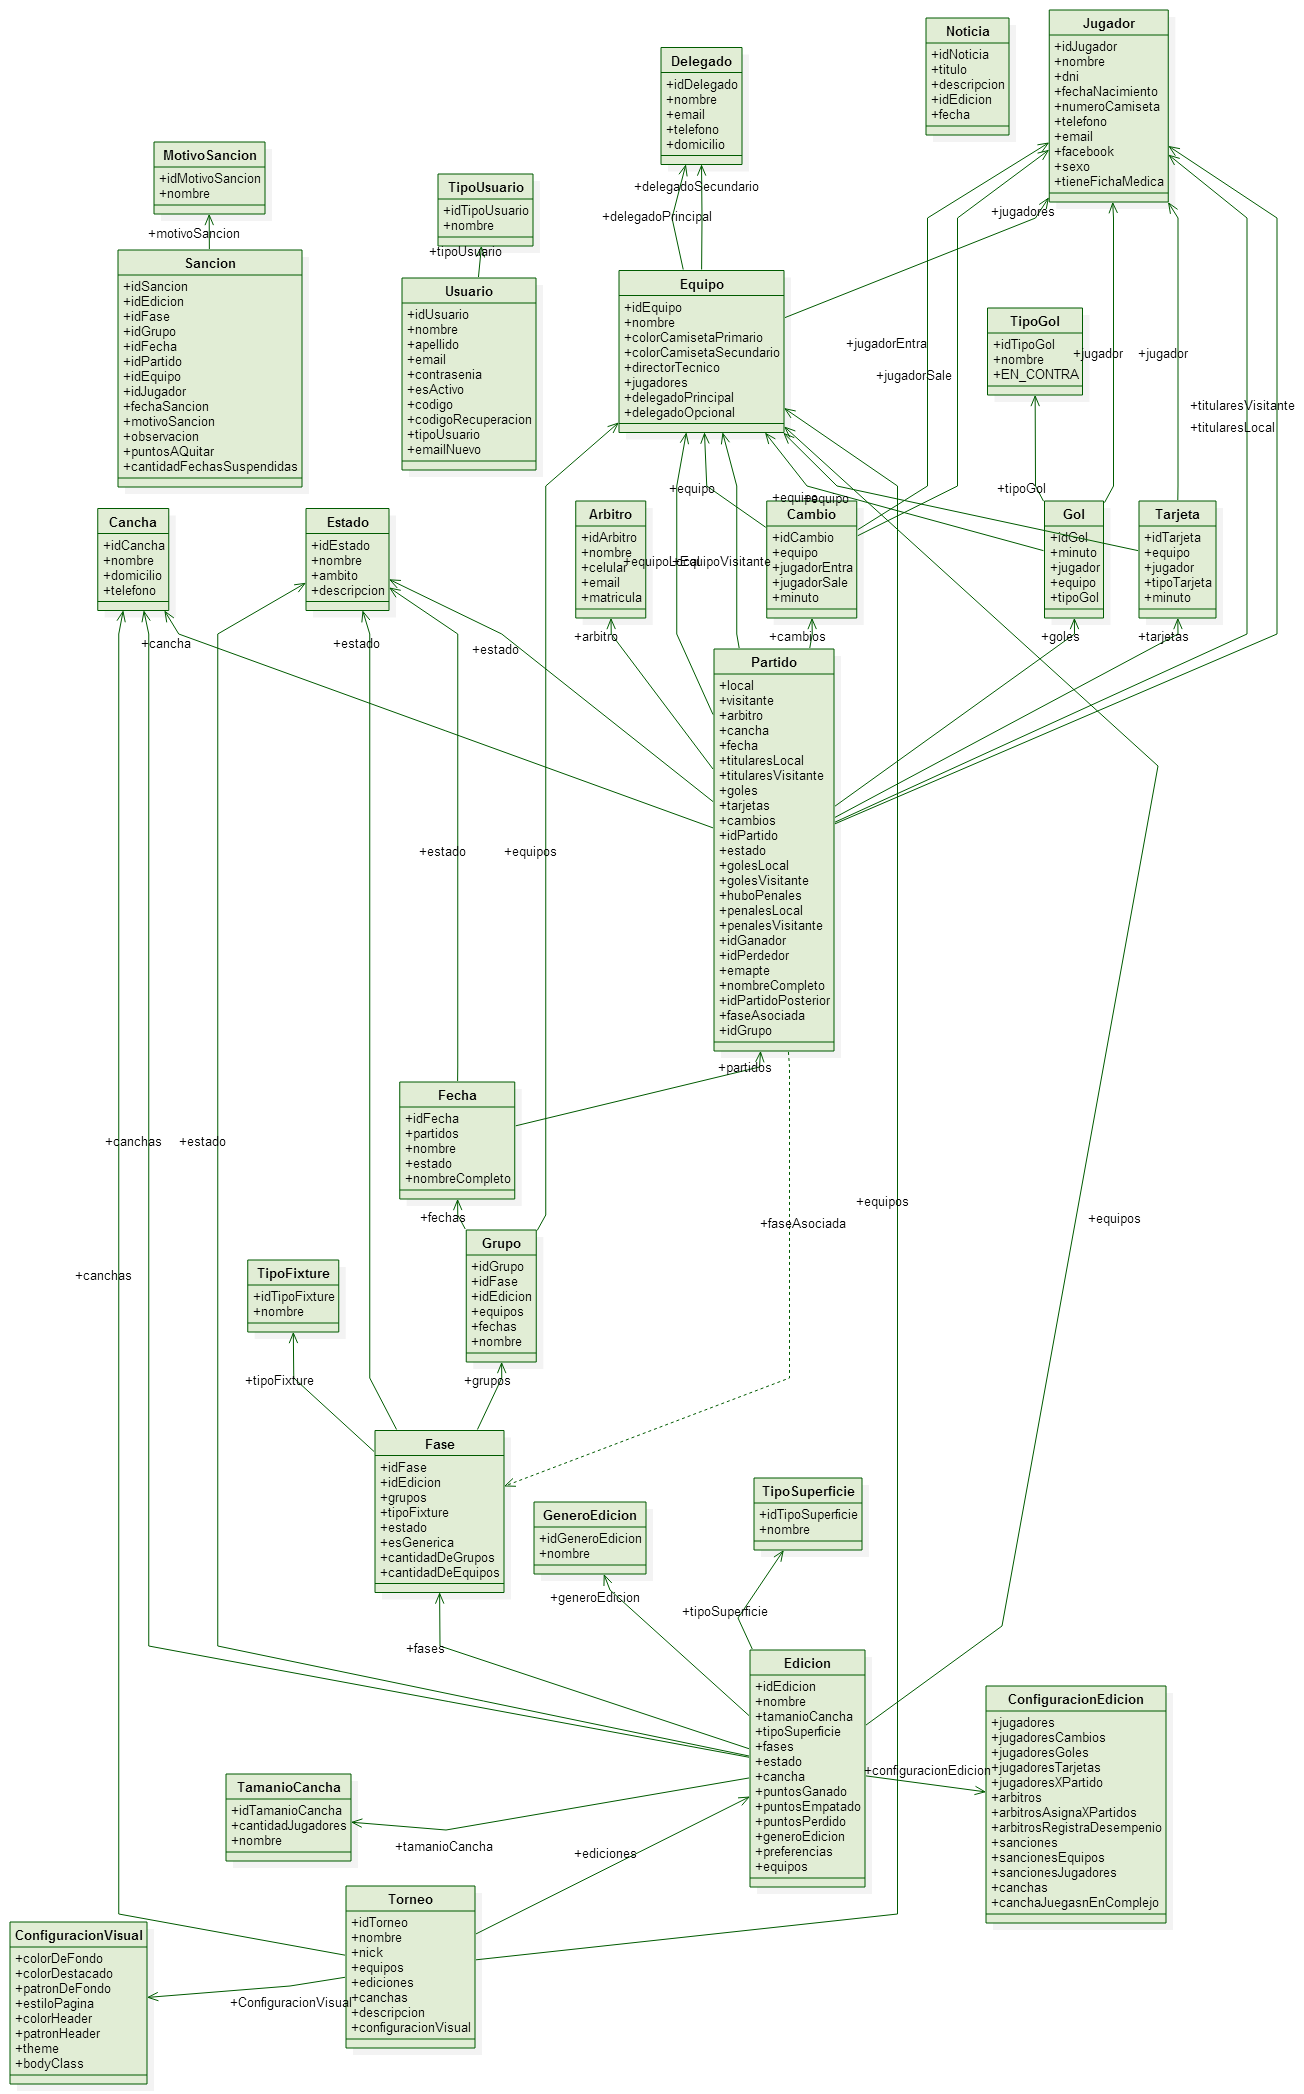 Noticia
+idNoticia
+titulo
+descripcion
+idEdicion
+fecha
Jugador
+idJugador
+nombre
+dni
+fechaNacimiento
+numeroCamiseta
+telefono
+email
+facebook
+sexo
+tieneFichaMedica
Delegado
+idDelegado
+nombre
+email
+telefono
+domicilio
MotivoSancion
+idMotivoSancion
+nombre
TipoUsuario
+idTipoUsuario
+nombre
+delegadoSecundario
+delegadoPrincipal
+jugadores
+motivoSancion
+tipoUsuario
Sancion
+idSancion
+idEdicion
+idFase
+idGrupo
+idFecha
+idPartido
+idEquipo
+idJugador
+fechaSancion
+motivoSancion
+observacion
+puntosAQuitar
+cantidadFechasSuspendidas
Usuario
+idUsuario
+nombre
+apellido
+email
+contrasenia
+esActivo
+codigo
+codigoRecuperacion
+tipoUsuario
+emailNuevo
Equipo
+idEquipo
+nombre
+colorCamisetaPrimario
+colorCamisetaSecundario
+directorTecnico
+jugadores
+delegadoPrincipal
+delegadoOpcional
TipoGol
+idTipoGol
+nombre
+EN_CONTRA
+jugadorEntra
+jugadorSale
+jugador
+jugador
+titularesVisitante
+titularesLocal
+equipo
+equipo
+equipo
+tipoGol
Cancha
+idCancha
+nombre
+domicilio
+telefono
Estado
+idEstado
+nombre
+ambito
+descripcion
Arbitro
+idArbitro
+nombre
+celular
+email
+matricula
+equipoLocal
+EquipoVisitante
Cambio
+idCambio
+equipo
+jugadorEntra
+jugadorSale
+minuto
Gol
+idGol
+minuto
+jugador
+equipo
+tipoGol
Tarjeta
+idTarjeta
+equipo
+jugador
+tipoTarjeta
+minuto
+cancha
+estado
+estado
+arbitro
+cambios
+goles
+tarjetas
Partido
+local
+visitante
+arbitro
+cancha
+fecha
+titularesLocal
+titularesVisitante
+goles
+tarjetas
+cambios
+idPartido
+estado
+golesLocal
+golesVisitante
+huboPenales
+penalesLocal
+penalesVisitante
+idGanador
+idPerdedor
+emapte
+nombreCompleto
+idPartidoPosterior
+faseAsociada
+idGrupo
+estado
+equipos
+partidos
Fecha
+idFecha
+partidos
+nombre
+estado
+nombreCompleto
+canchas
+estado
+equipos
+fechas
+faseAsociada
+equipos
Grupo
+idGrupo
+idFase
+idEdicion
+equipos
+fechas
+nombre
TipoFixture
+idTipoFixture
+nombre
+canchas
+tipoFixture
+grupos
Fase
+idFase
+idEdicion
+grupos
+tipoFixture
+estado
+esGenerica
+cantidadDeGrupos
+cantidadDeEquipos
GeneroEdicion
+idGeneroEdicion
+nombre
TipoSuperficie
+idTipoSuperficie
+nombre
+generoEdicion
+tipoSuperficie
+fases
Edicion
+idEdicion
+nombre
+tamanioCancha
+tipoSuperficie
+fases
+estado
+cancha
+puntosGanado
+puntosEmpatado
+puntosPerdido
+generoEdicion
+preferencias
+equipos
+configuracionEdicion
ConfiguracionEdicion
+jugadores
+jugadoresCambios
+jugadoresGoles
+jugadoresTarjetas
+jugadoresXPartido
+arbitros
+arbitrosAsignaXPartidos
+arbitrosRegistraDesempenio
+sanciones
+sancionesEquipos
+sancionesJugadores
+canchas
+canchaJuegasnEnComplejo
TamanioCancha
+idTamanioCancha
+cantidadJugadores
+nombre
+tamanioCancha
+ediciones
Torneo
+idTorneo
+nombre
+nick
+equipos
+ediciones
+canchas
+descripcion
+configuracionVisual
+ConfiguracionVisual
ConfiguracionVisual
+colorDeFondo
+colorDestacado
+patronDeFondo
+estiloPagina
+colorHeader
+patronHeader
+theme
+bodyClass